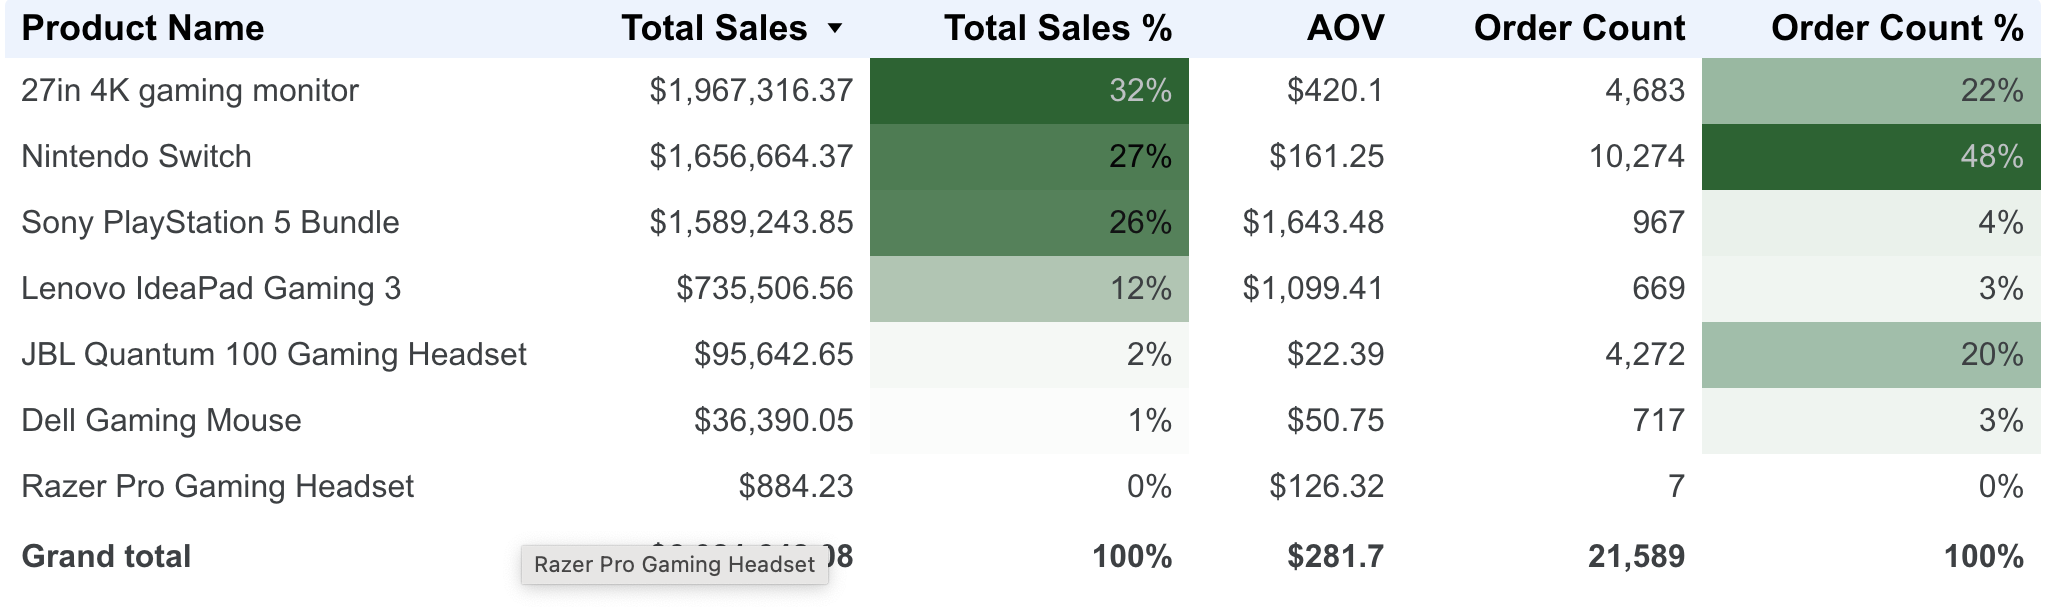 Product Name Total Sales ▼ Total Sales % AOV Order Count Order Count %
27in 4K gaming monitor $1,967,316.37 32% $420.1 4,683 22%
Nintendo Switch $1,656,664.37 27% $161.25 10,274 48%
Sony PlayStation 5 Bundle $1,589,243.85 26% $1,643.48 967 4%
Lenovo IdeaPad Gaming 3 $735,506.56 12% $1,099.41 669 3%
JBL Quantum 100 Gaming Headset $95,642.65 2% $22.39 4,272 20%
Dell Gaming Mouse $36,390.05 1% $50.75 717 3%
Razer Pro Gaming Headset $884.23 0% $126.32 7 0%
Grand total 100% $281.7 21,589 100%
Razer Pro Gaming Headset